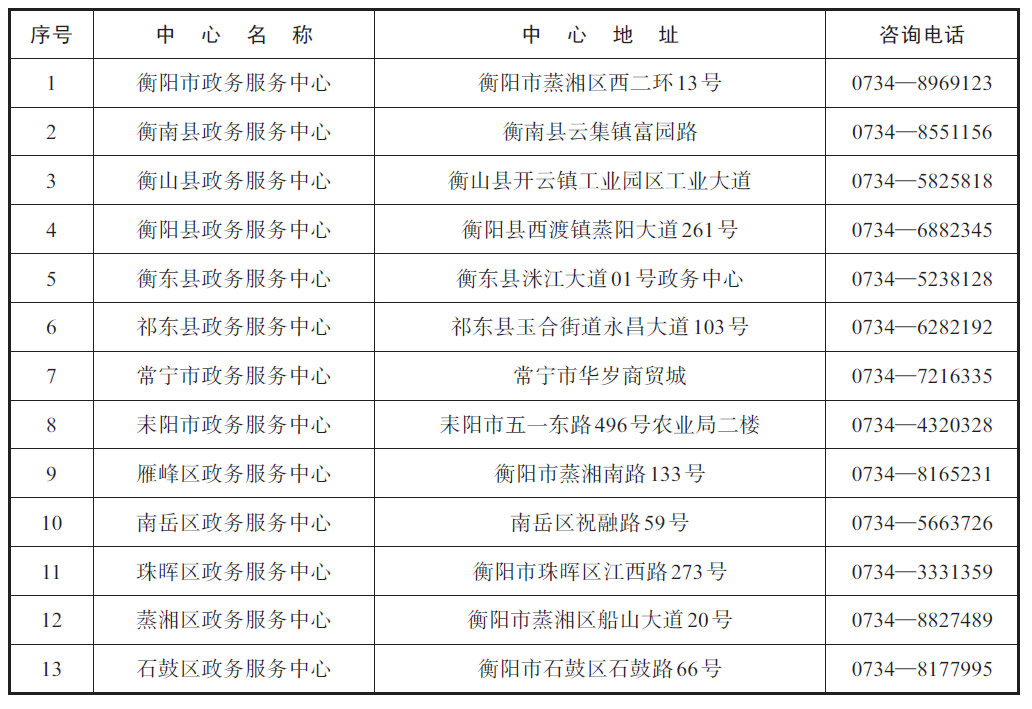 序号 中心名称 中心地址 咨询电话
1 衡阳市政务服务中心 衡阳市蒸湘区西二环13号 0734—8969123
2 衡南县政务服务中心 衡南县云集镇富园路 0734—8551156
3 衡山县政务服务中心 衡山县开云镇工业园区工业大道 0734—5825818
4 衡阳县政务服务中心 衡阳县西渡镇蒸阳大道261号 0734—6882345
5 衡东县政务服务中心 衡东县洣江大道01号政务中心 0734—5238128
6 祁东县政务服务中心 祁东县玉合街道永昌大道103号 0734—6282192
7 常宁市政务服务中心 常宁市华岁商贸城 0734—7216335
8 耒阳市政务服务中心 耒阳市五一东路496号农业局二楼 0734—4320328
9 雁峰区政务服务中心 衡阳市蒸湘南路133号 0734—8165231
10 南岳区政务服务中心 南岳区祝融路59号 0734—5663726
11 珠晖区政务服务中心 衡阳市珠晖区江西路273号 0734—3331359
12 蒸湘区政务服务中心 衡阳市蒸湘区船山大道20号 0734—8827489
13 石鼓区政务服务中心 衡阳市石鼓区石鼓路66号 0734—8177995